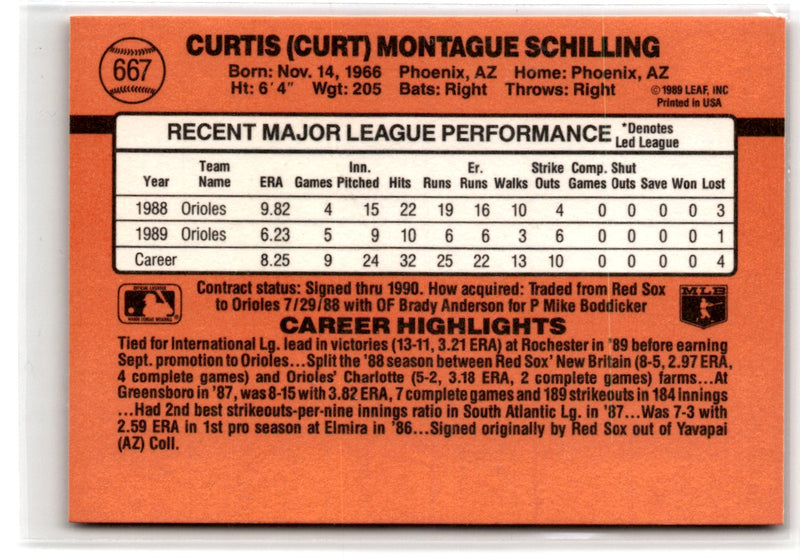 667
CURTIS (CURT) MONTAGUE SCHILLING
Born: Nov. 14, 1966 Phoenix, AZ Home: Phoenix, AZ
Ht: 6'4" Wgt: 205 Bats: Right Throws: Right
©1989 LEAF, INC
Printed in USA
RECENT MAJOR LEAGUE PERFORMANCE
*Denotes
Led League
Year Team Name ERA Games Inn. Pitched Hits Runs Er. Runs Walks Strike Outs Comp. Games Shut Outs Save Won Lost
1988 Orioles 9.82 4 15 22 19 16 10 4 0 0 0 0 3
1989 Orioles 6.23 5 9 10 6 6 3 6 0 0 0 0 1
Career 8.25 9 24 32 25 22 13 10 0 0 0 0 4
Contract status: Signed thru 1990. How acquired: Traded from Red Sox
to Orioles 7/29/88 with OF Brady Anderson for P Mike Boddicker
MLB
CAREER HIGHLIGHTS
Tied for International Lg. lead in victories (13-11, 3.21 ERA) at Rochester in '89 before earning
Sept. promotion to Orioles...Split the '88 season between Red Sox' New Britain (8-5, 2.97 ERA,
4 complete games) and Orioles' Charlotte (5-2, 3.18 ERA, 2 complete games) farms...At
Greensboro in '87, was 8-15 with 3.82 ERA, 7 complete games and 189 strikeouts in 184 innings
...Had 2nd best strikeouts-per-nine innings ratio in South Atlantic Lg. in '87...Was 7-3 with
2.59 ERA in 1st pro season at Elmira in '86...Signed originally by Red Sox out of Yavapai
(AZ) Coll.